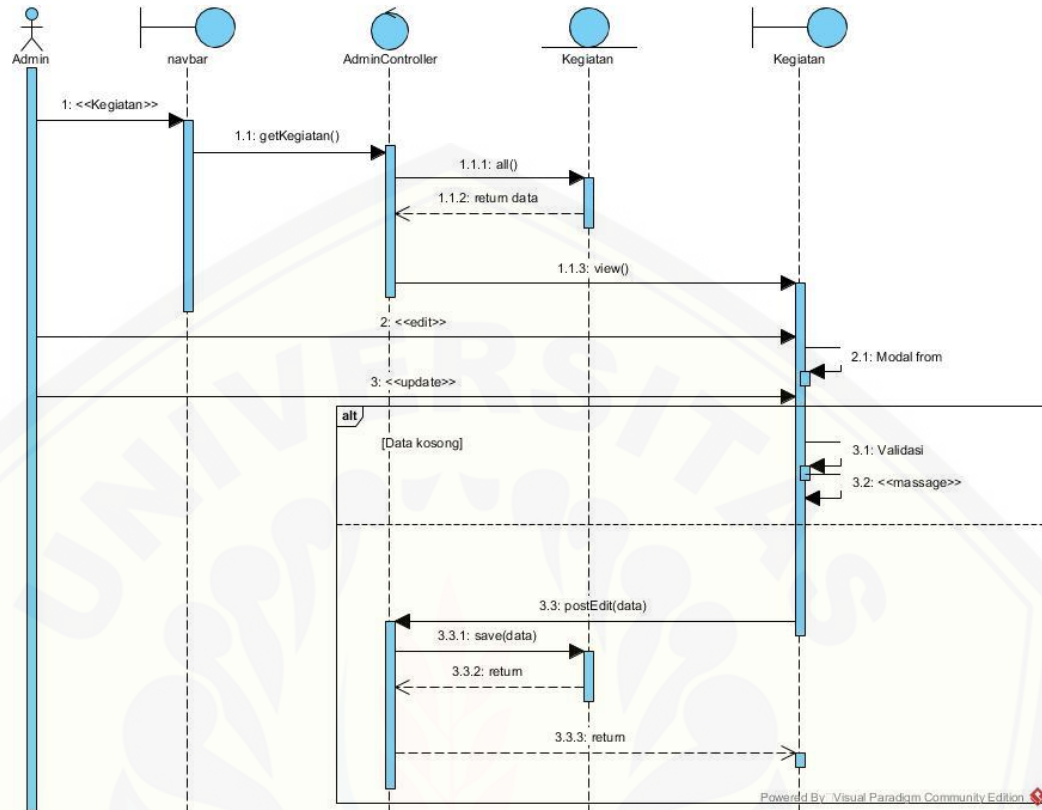 Admin
navbar
AdminController
Kegiatan
Kegiatan
1: <<Kegiatan>>
1.1: getKegiatan()
1.1.1: all()
1.1.2: return data
1.1.3: view()
2: <<edit>>
2.1: Modal from
3: <<update>>
alt
[Data kosong]
3.1: Validasi
3.2: <<massage>>
3.3: postEdit(data)
3.3.1: save(data)
3.3.2: return
3.3.3: return
UNIVERSITAS
Powered By Visual Paradigm Community Edition